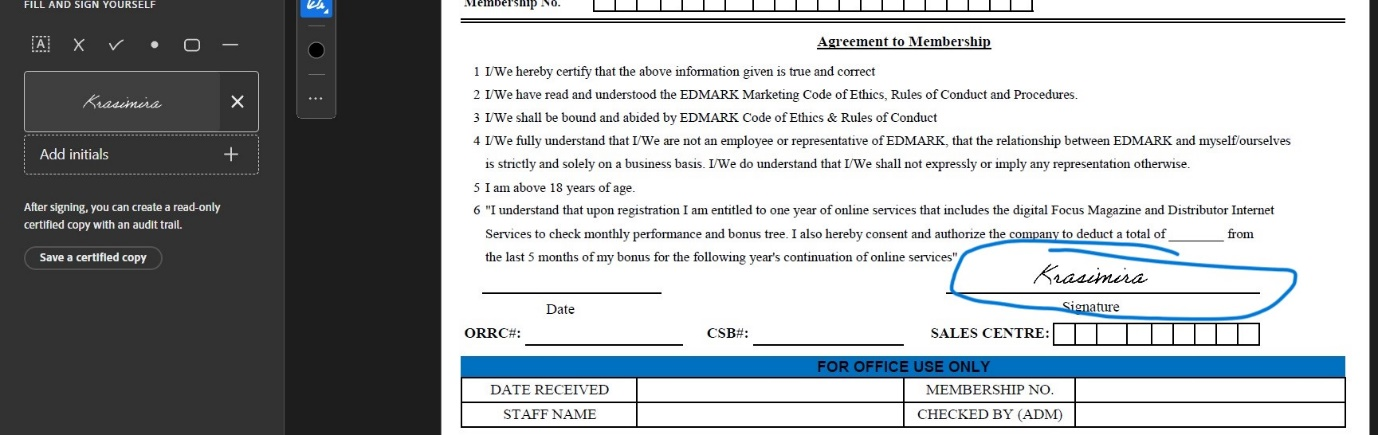 FILL AND SIGN YOURSELF
Krasimira
Add initials
After signing, you can create a read-only
certified copy with an audit trail.
Save a certified copy
Membership No.
Agreement to Membership
1 I/We hereby certify that the above information given is true and correct
2 I/We have read and understood the EDMARK Marketing Code of Ethics, Rules of Conduct and Procedures.
3 I/We shall be bound and abided by EDMARK Code of Ethics & Rules of Conduct
4 I/We fully understand that I/We are not an employee or representative of EDMARK, that the relationship between EDMARK and myself/ourselves
is strictly and solely on a business basis. I/We do understand that I/We shall not expressly or imply any representation otherwise.
5 I am above 18 years of age.
6 "I understand that upon registration I am entitled to one year of online services that includes the digital Focus Magazine and Distributor Internet
Services to check monthly performance and bonus tree. I also hereby consent and authorize the company to deduct a total of ________ from
the last 5 months of my bonus for the following year's continuation of online services"
Krasimira
Date Signature
ORRC#: CSB#: SALES CENTRE:
FOR OFFICE USE ONLY
DATE RECEIVED MEMBERSHIP NO.
STAFF NAME CHECKED BY (ADM)